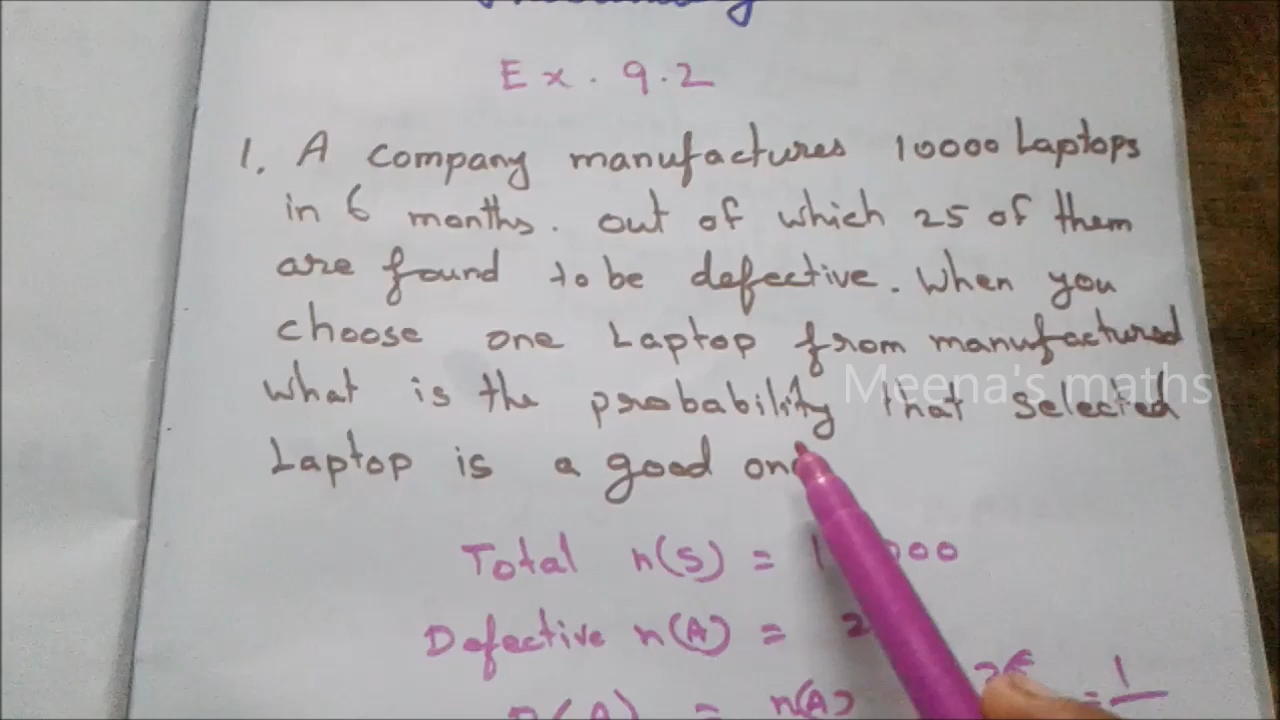 Ex. 9.2
1. A company manufactures 10000 Laptops
in 6 months. out of which 25 of them
are found to be defective. When you
choose one Laptop from manufactured
what is the probability that selected
Meena's maths
Laptop is a good one
Total n(S) =
Defective n(A) =
P(A) = n(A) = 1